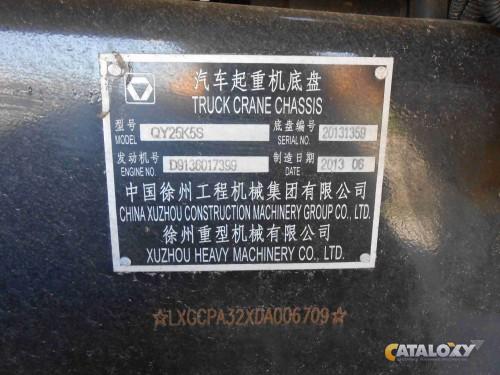 汽车起重机底盘
TRUCK CRANE CHASSIS
型号 MODEL QY25K5S 底盘编号 SERIAL NO. 20131359
发动机号 ENGINE NO. D9136017399 制造日期 DATE 2013 06
中国徐州工程机械集团有限公司
CHINA XUZHOU CONSTRUCTION MACHINERY GROUP CO., LTD.
徐州重型机械有限公司
XUZHOU HEAVY MACHINERY CO., LTD.
☆LXGCPA32XDA006709☆
CATALOXY